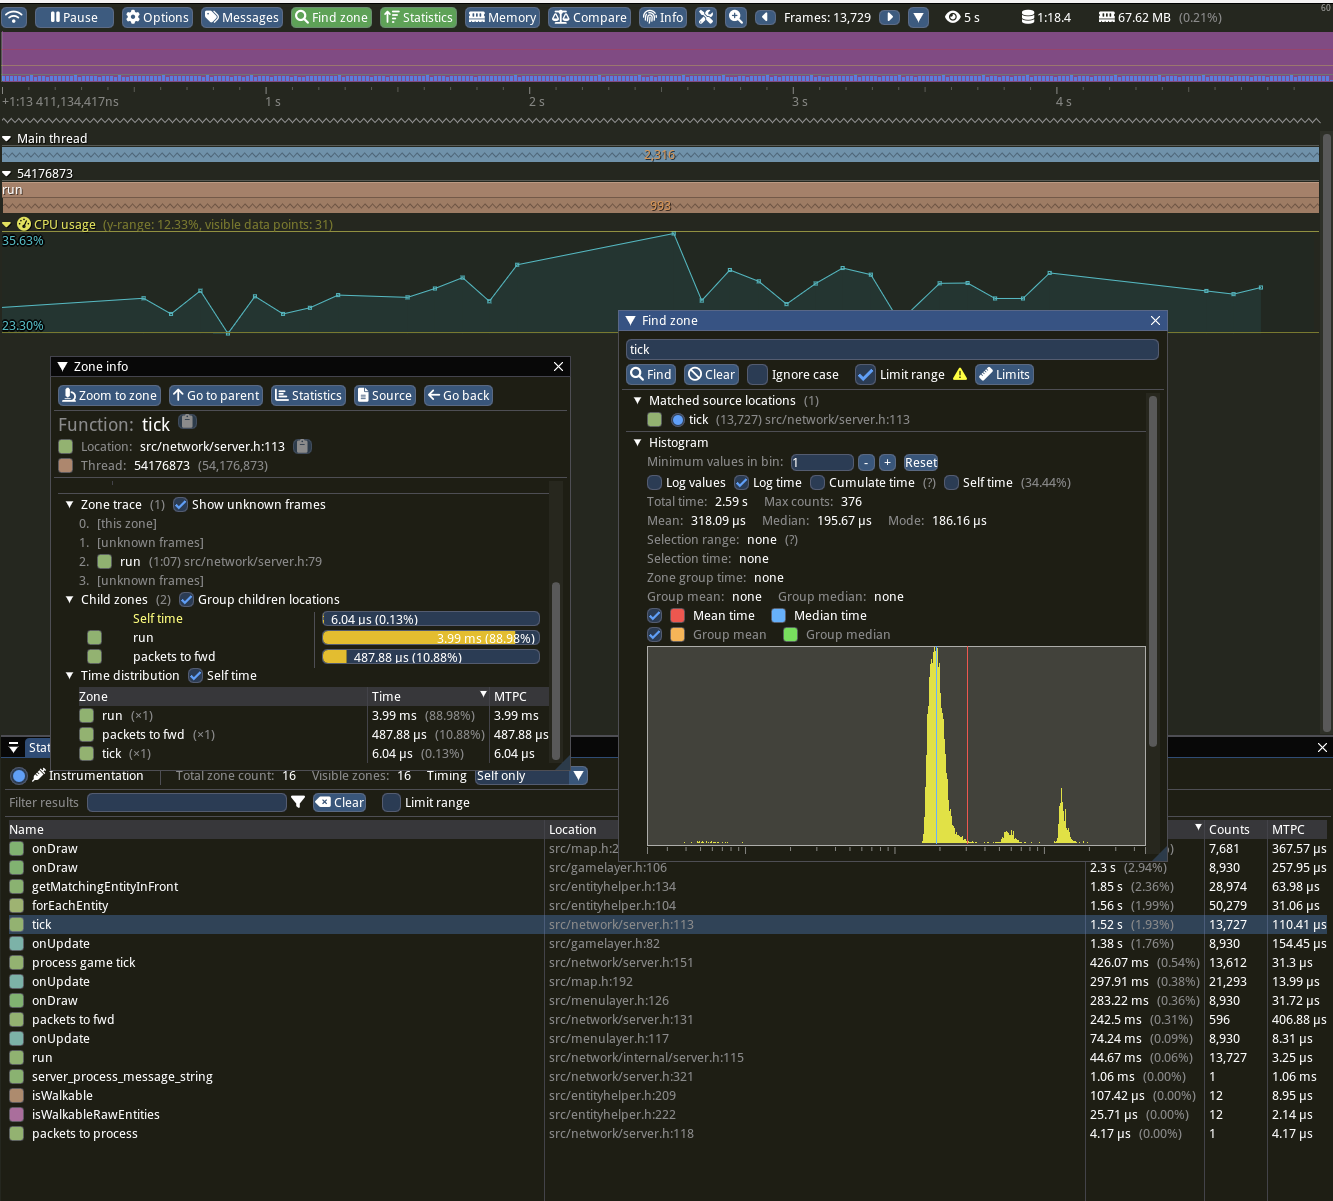 Pause Options Messages Find zone Statistics Memory Compare Info Frames: 13,729 5 s 1:18.4 67.62 MB (0.21%) 60
+1:13 411,134,417ns 1 s 2 s 3 s 4 s
Main thread
2,316
54176873
run
993
CPU usage (y-range: 12.33%, visible data points: 31)
35.63%
23.30%
Zone info
Zoom to zone Go to parent Statistics Source Go back
Function: tick
Location: src/network/server.h:113
Thread: 54176873 (54,176,873)
Zone trace (1) Show unknown frames
0. [this zone]
1. [unknown frames]
2. run (1:07) src/network/server.h:79
3. [unknown frames]
Child zones (2) Group children locations
Self time 6.04 μs (0.13%)
run 3.99 ms (88.98%)
packets to fwd 487.88 μs (10.88%)
Time distribution Self time
Zone Time MTPC
run (×1) 3.99 ms (88.98%) 3.99 ms
packets to fwd (×1) 487.88 μs (10.88%) 487.88 μs
tick (×1) 6.04 μs (0.13%) 6.04 μs
Find zone
tick
Find Clear Ignore case Limit range Limits
Matched source locations (1)
tick (13,727) src/network/server.h:113
Histogram
Minimum values in bin: 1 - + Reset
Log values Log time Cumulate time (?) Self time (34.44%)
Total time: 2.59 s Max counts: 376
Mean: 318.09 μs Median: 195.67 μs Mode: 186.16 μs
Selection range: none (?)
Selection time: none
Zone group time: none
Group mean: none Group median: none
Mean time Median time
Group mean Group median
Stat
Instrumentation Total zone count: 16 Visible zones: 16 Timing Self only
Filter results Clear Limit range
Name Location Counts MTPC
onDraw src/map.h:2 ) 7,681 367.57 μs
onDraw src/gamelayer.h:106 2.3 s (2.94%) 8,930 257.95 μs
getMatchingEntityInFront src/entityhelper.h:134 1.85 s (2.36%) 28,974 63.98 μs
forEachEntity src/entityhelper.h:104 1.56 s (1.99%) 50,279 31.06 μs
tick src/network/server.h:113 1.52 s (1.93%) 13,727 110.41 μs
onUpdate src/gamelayer.h:82 1.38 s (1.76%) 8,930 154.45 μs
process game tick src/network/server.h:151 426.07 ms (0.54%) 13,612 31.3 μs
onUpdate src/map.h:192 297.91 ms (0.38%) 21,293 13.99 μs
onDraw src/menulayer.h:126 283.22 ms (0.36%) 8,930 31.72 μs
packets to fwd src/network/server.h:131 242.5 ms (0.31%) 596 406.88 μs
onUpdate src/menulayer.h:117 74.24 ms (0.09%) 8,930 8.31 μs
run src/network/internal/server.h:115 44.67 ms (0.06%) 13,727 3.25 μs
server_process_message_string src/network/server.h:321 1.06 ms (0.00%) 1 1.06 ms
isWalkable src/entityhelper.h:209 107.42 μs (0.00%) 12 8.95 μs
isWalkableRawEntities src/entityhelper.h:222 25.71 μs (0.00%) 12 2.14 μs
packets to process src/network/server.h:118 4.17 μs (0.00%) 1 4.17 μs